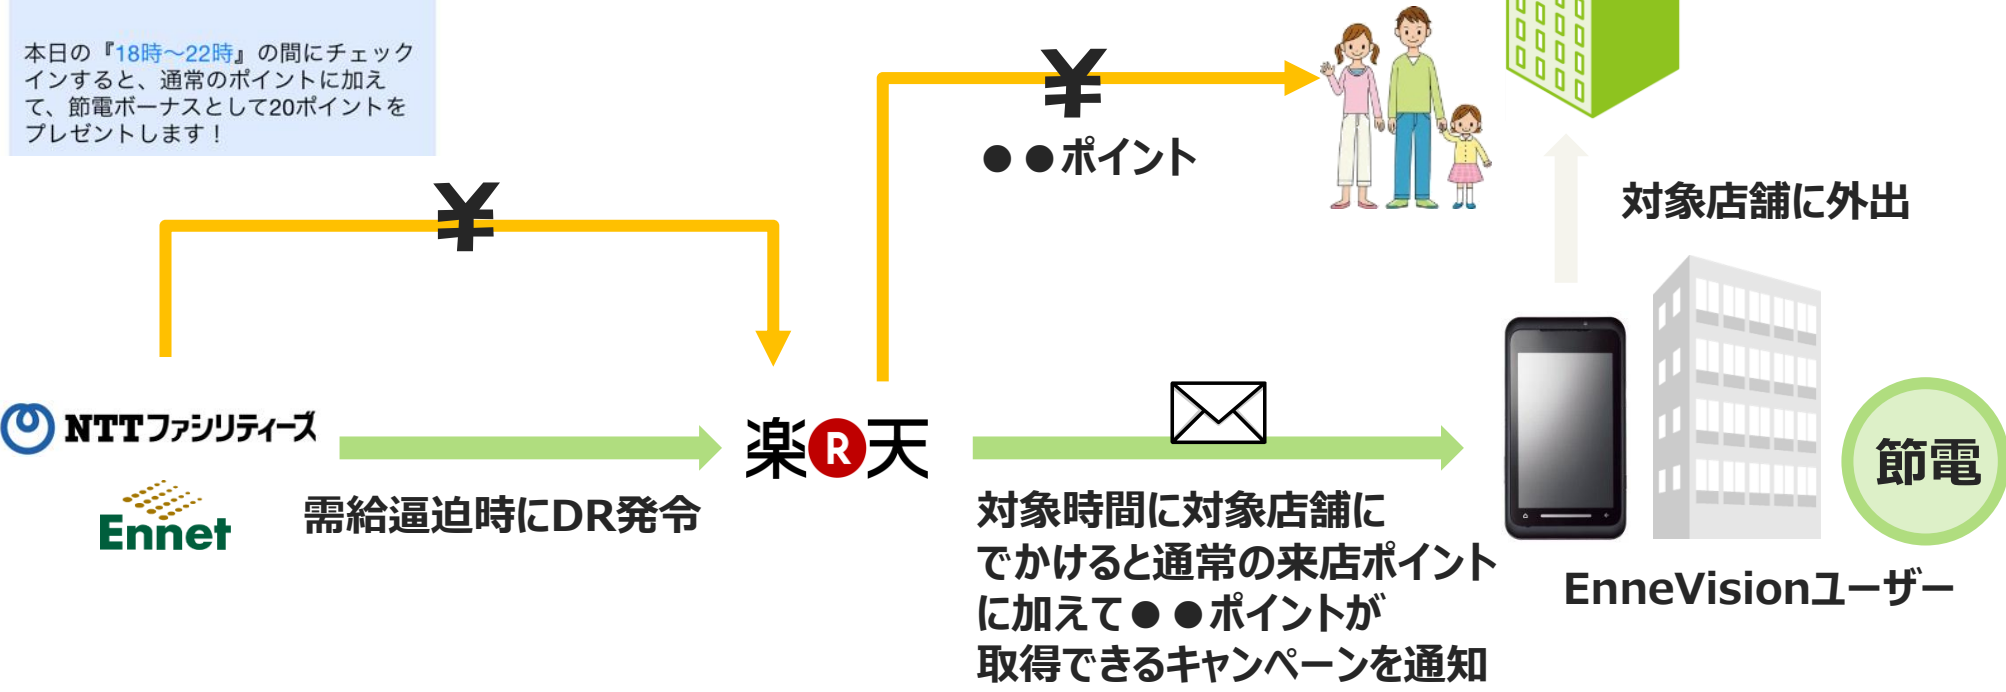 本日の『18時～22時』の間にチェック
インすると、通常のポイントに加え
て、節電ボーナスとして20ポイントを
プレゼントします！
¥
●●ポイント
¥
対象店舗に外出
NTTファシリティーズ
楽R天
節電
Ennet
需給逼迫時にDR発令
対象時間に対象店舗に
でかけると通常の来店ポイント
に加えて●●ポイントが
取得できるキャンペーンを通知
EnneVisionユーザー